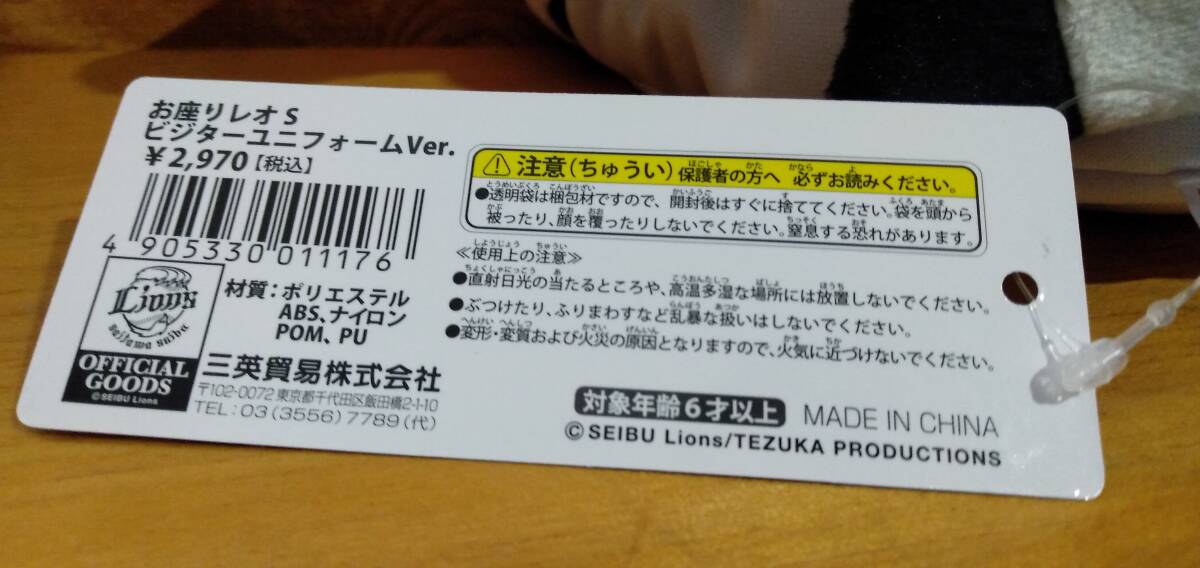 お座りレオ S
ビジターユニフォームVer.
￥2,970【税込】
4 905330 011176
Lions
saitama seibu
OFFICIAL
GOODS
©SEIBU Lions
材質：ポリエステル
ABS、ナイロン
POM、PU
三英貿易株式会社
〒102-0072 東京都千代田区飯田橋2-1-10
TEL：03（3556）7789（代）
注意（ちゅうい）保護者の方へ 必ずお読みください。
●透明袋は梱包材ですので、開封後はすぐに捨ててください。袋を頭から
被ったり、顔を覆ったりしないでください。窒息する恐れがあります。
≪使用上の注意≫
●直射日光の当たるところや、高温多湿な場所には放置しないでください。
●ぶつけたり、ふりまわすなど乱暴な扱いはしないでください。
●変形・変質および火災の原因となりますので、火気に近づけないでください。
対象年齢6才以上 MADE IN CHINA
©SEIBU Lions/TEZUKA PRODUCTIONS